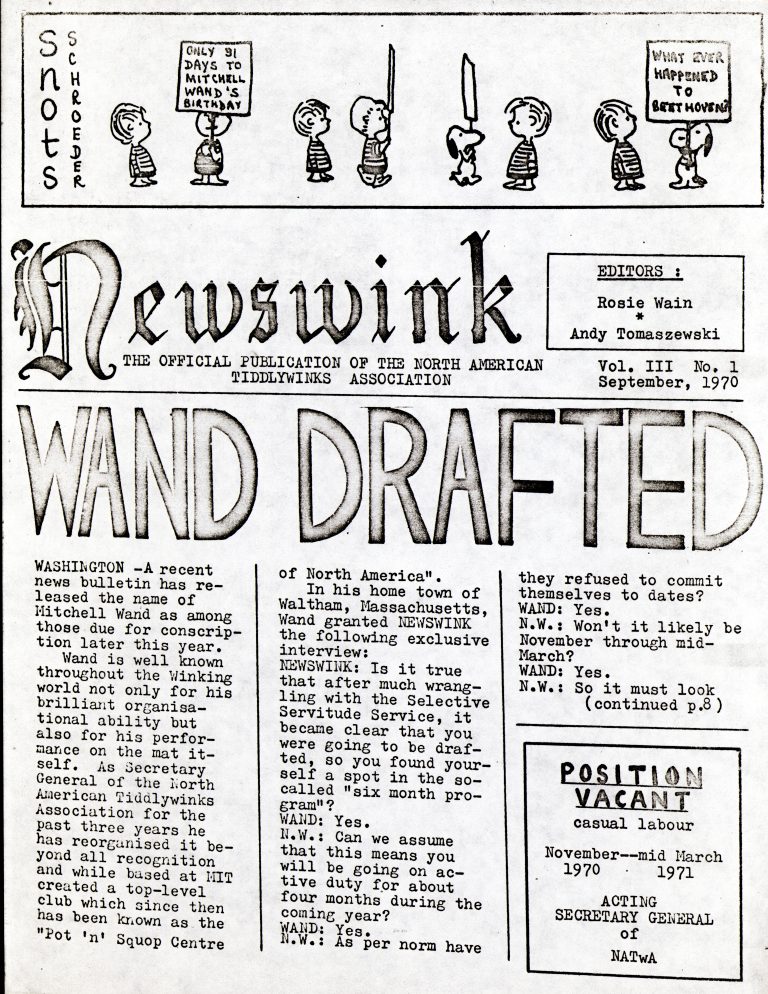 Snots
SCHROEDER
ONLY 91
DAYS TO
MITCHELL
WAND'S
BIRTHDAY
WHAT EVER
HAPPENED
TO
BEETHOVEN?
Newswink
THE OFFICIAL PUBLICATION OF THE NORTH AMERICAN
TIDDLYWINKS ASSOCIATION
EDITORS :
Rosie Wain
*
Andy Tomaszewski
Vol. III No. 1
September, 1970
WAND DRAFTED
WASHINGTON -A recent
news bulletin has re-
leased the name of
Mitchell Wand as among
those due for conscrip-
tion later this year.
Wand is well known
throughout the Winking
world not only for his
brilliant organisa-
tional ability but
also for his perfor-
mance on the mat it-
self. As Secretary
General of the North
American Tiddlywinks
Association for the
past three years he
has reorganised it be-
yond all recognition
and while based at MIT
created a top-level
club which since then
has been known as the
"Pot 'n' Squop Centre
of North America".
In his home town of
Waltham, Massachusetts,
Wand granted NEWSWINK
the following exclusive
interview:
NEWSWINK: Is it true
that after much wrang-
ling with the Selective
Servitude Service, it
became clear that you
were going to be draf-
ted, so you found your-
self a spot in the so-
called "six month pro-
gram"?
WAND: Yes.
N.W.: Can we assume
that this means you
will be going on ac-
tive duty for about
four months during the
coming year?
WAND: Yes.
N.W.: As per norm have
they refused to commit
themselves to dates?
WAND: Yes.
N.W.: Won't it likely be
November through mid-
March?
WAND: Yes.
N.W.: So it must look
(continued p.8)
POSITION
VACANT
casual labour
November--mid March
1970 1971
ACTING
SECRETARY GENERAL
of
NATwA